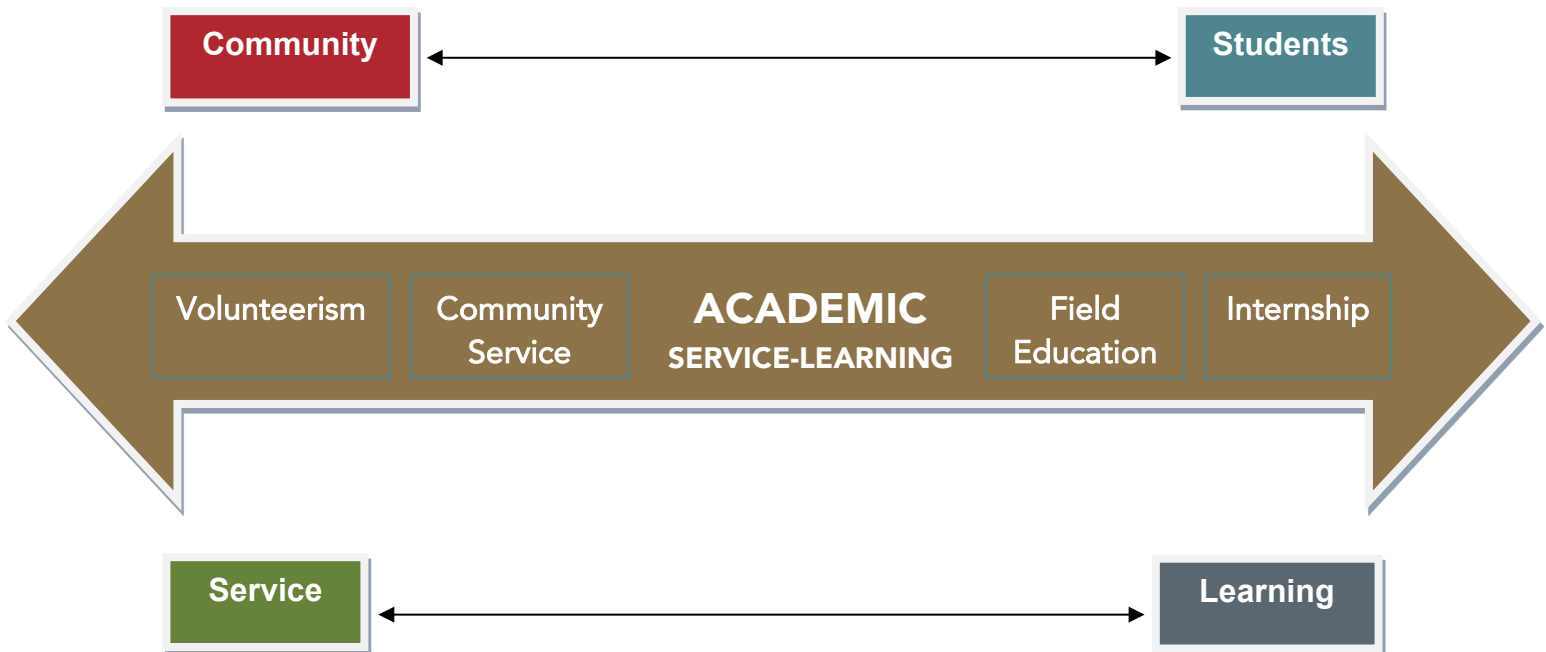 Community
Students
Volunteerism
Community
Service
ACADEMIC
SERVICE-LEARNING
Field
Education
Internship
Service
Learning